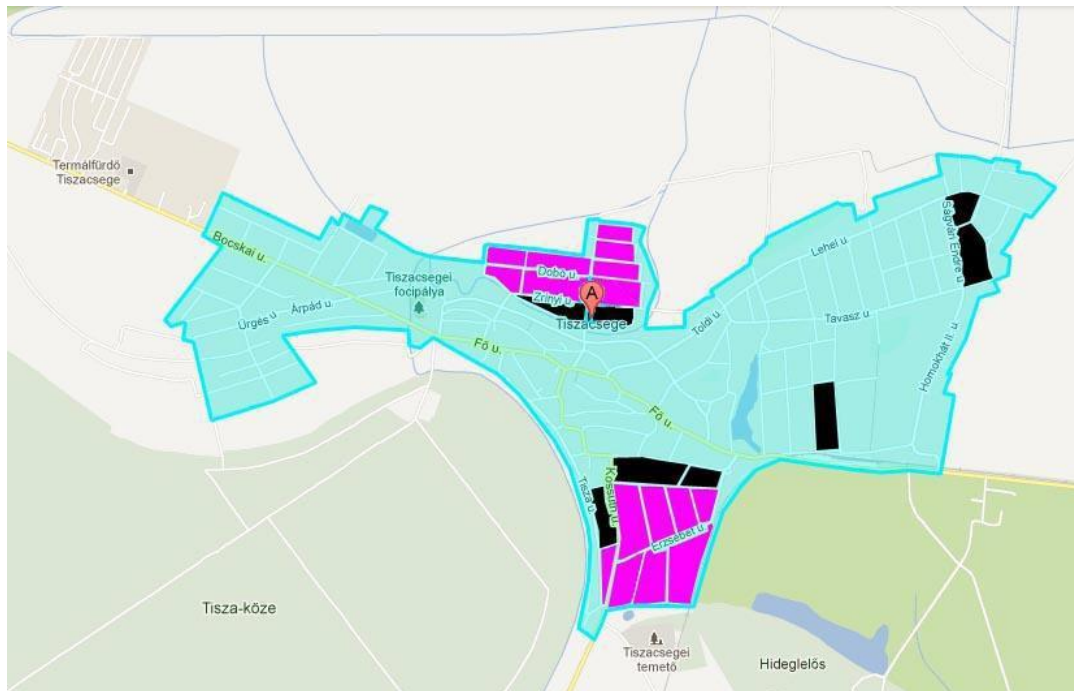 Termálfürdő
Tiszacsege
Bocskai u.
Tiszacsegei
focipálya
Ürgés u.
Árpád u.
Dobó u.
Zrínyi u.
A
Tiszacsege
Fő u.
Lehel u.
Ságvári Endre u.
Toldi u.
Tavasz u.
Homokhát II. u.
Fő u.
Tisza u.
Kossuth u.
Erzsébet u.
Tisza-köze
Tiszacsegei
temető
Hideglelős